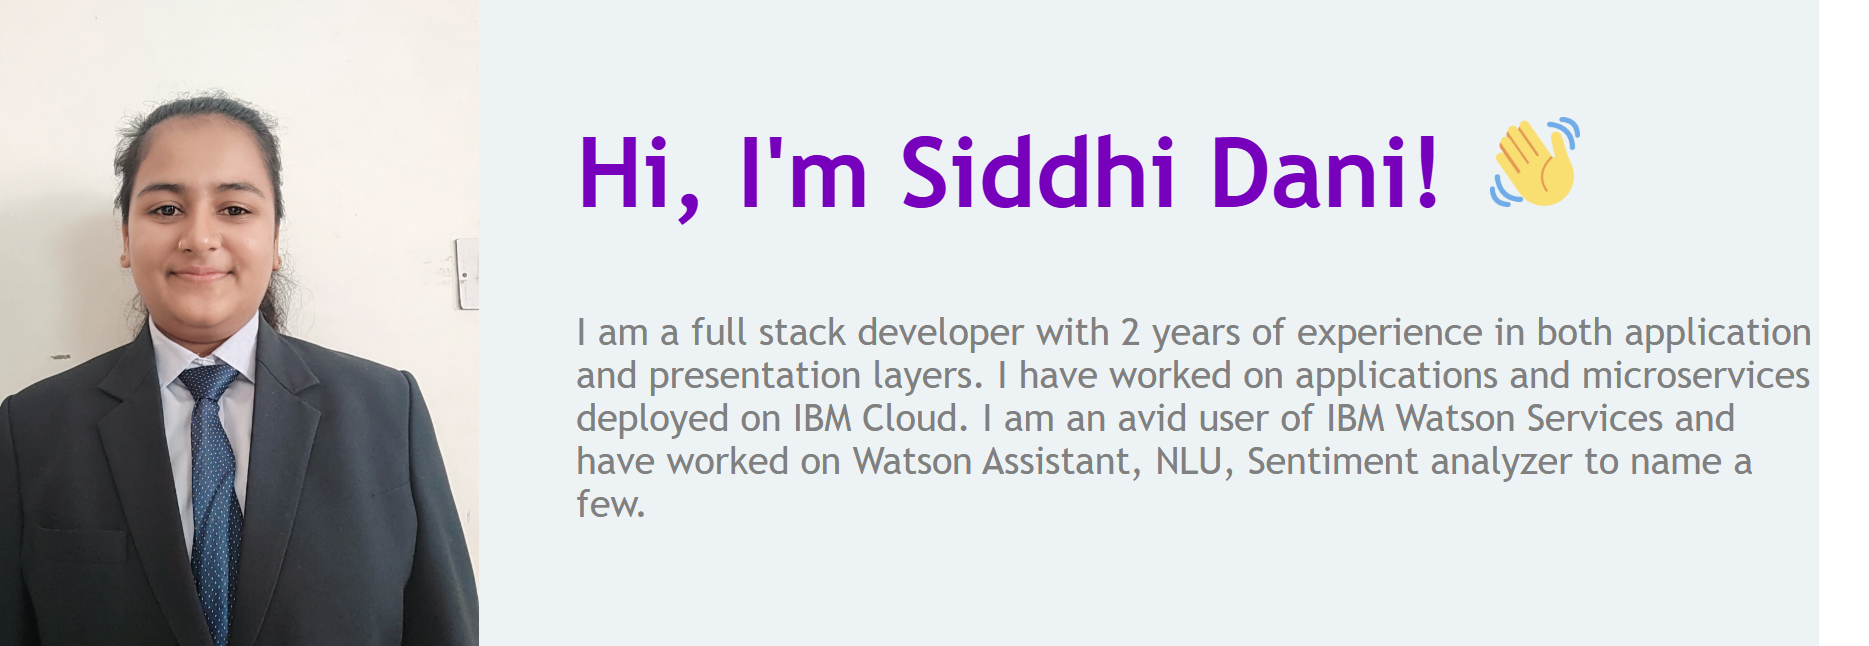 Hi, I'm Siddhi Dani! 👋
I am a full stack developer with 2 years of experience in both application
and presentation layers. I have worked on applications and microservices
deployed on IBM Cloud. I am an avid user of IBM Watson Services and
have worked on Watson Assistant, NLU, Sentiment analyzer to name a
few.